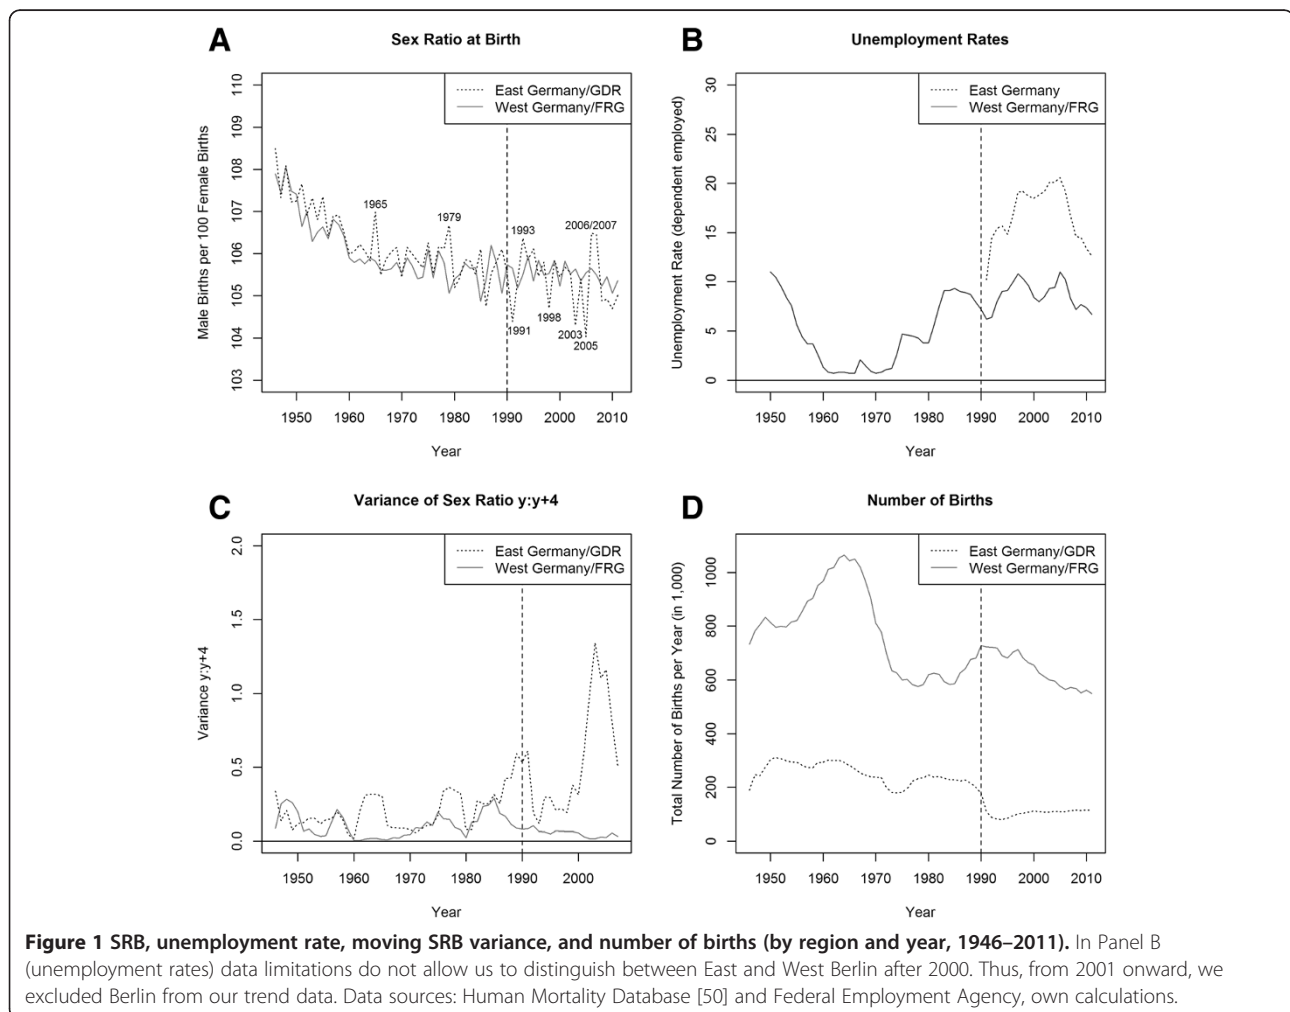 A
Sex Ratio at Birth
East Germany/GDR
West Germany/FRG
Male Births per 100 Female Births
110
109
108
107
106
105
104
103
1965
1979
1993
2006/2007
1991
1998
2003
2005
1950 1960 1970 1980 1990 2000 2010
Year
B
Unemployment Rates
East Germany
West Germany/FRG
Unemployment Rate (dependent employed)
30
25
20
15
10
5
0
1950 1960 1970 1980 1990 2000 2010
Year
C
Variance of Sex Ratio y:y+4
East Germany/GDR
West Germany/FRG
Variance y:y+4
2.0
1.5
1.0
0.5
0.0
1950 1960 1970 1980 1990 2000
Year
D
Number of Births
East Germany/GDR
West Germany/FRG
Total Number of Births per Year (in 1,000)
1000
800
600
400
200
0
1950 1960 1970 1980 1990 2000 2010
Year
Figure 1 SRB, unemployment rate, moving SRB variance, and number of births (by region and year, 1946–2011). In Panel B
(unemployment rates) data limitations do not allow us to distinguish between East and West Berlin after 2000. Thus, from 2001 onward, we
excluded Berlin from our trend data. Data sources: Human Mortality Database [50] and Federal Employment Agency, own calculations.